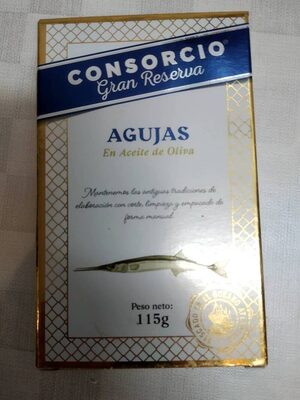 CONSORCIO®
Gran Reserva
AGUJAS
En Aceite de Oliva
Mantenemos las antiguas tradiciones de
elaboración con corte, limpieza y empacado de
forma manual
Peso neto:
115g